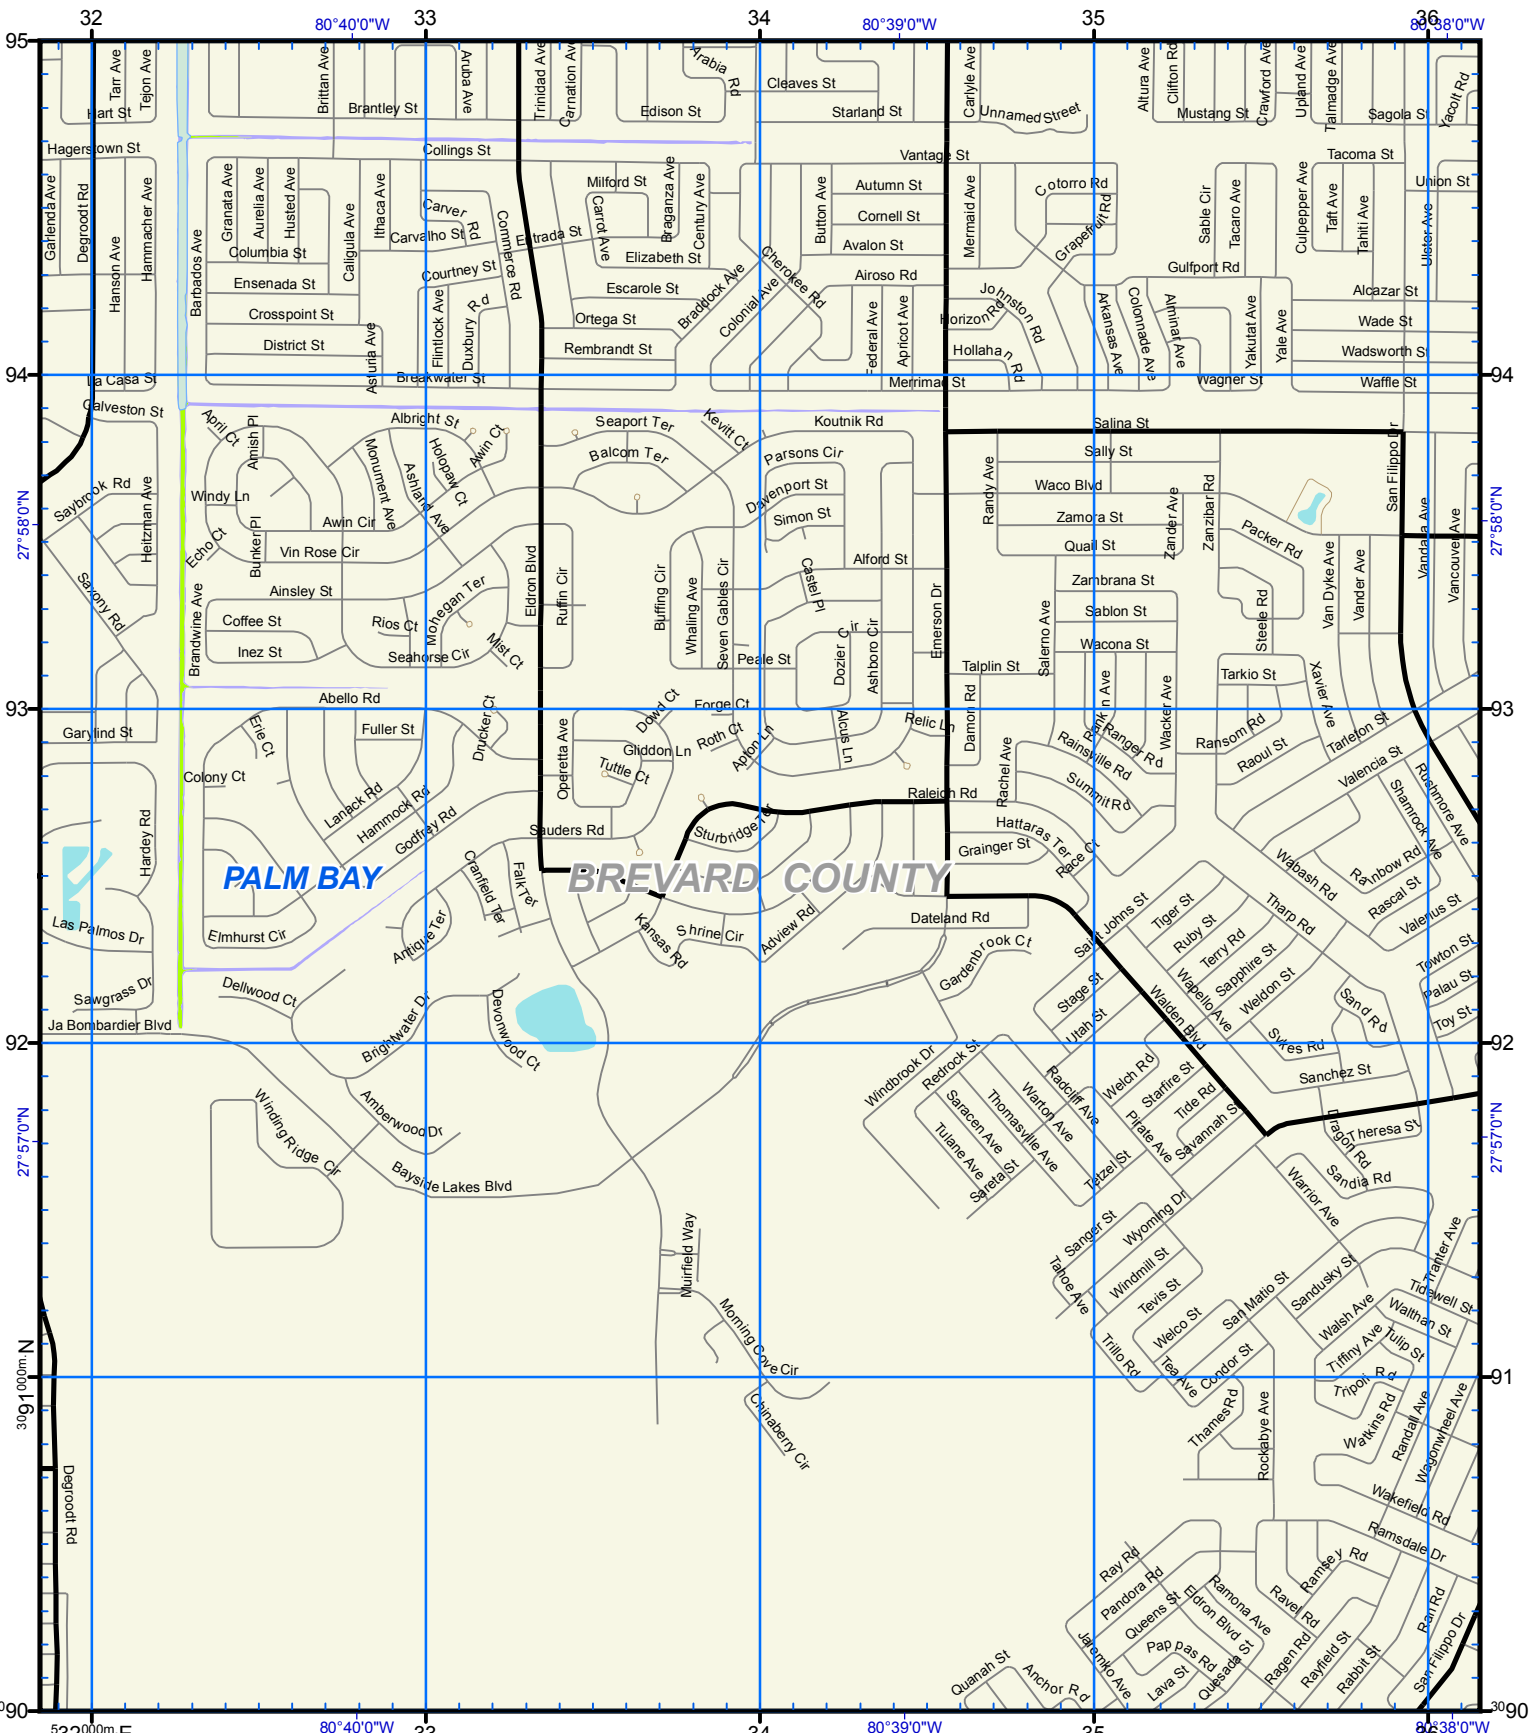 32 33 34 35 36
80°40'0"W 80°39'0"W 80°38'0"W
95
Tarr Ave
Tejon Ave
Brittan Ave
Aruba Ave
Trinidad Ave
Carnation Av
Arabia Rd
Cleaves St
Carlyle Ave
Altura Ave
Clifton Rd
Crawford Ave
Upland Ave
Talmadge Ave
Yacolt Rd
Hart St
Brantley St
Edison St
Starland St
Unnamed Street
Mustang St
Sagola St
Hagerstown St
Collings St
Vantage St
Tacoma St
Garlenda Ave
Degroodt Rd
Hanson Ave
Hammacher Ave
Barbados Ave
Granata Ave
Aurelia Ave
Husted Ave
Caligula Ave
Ithaca Ave
Carver Rd
Carvalho St
Commerce Rd
Entrada St
Milford St
Carrot Ave
Braganza Ave
Century Ave
Button Ave
Autumn St
Cornell St
Avalon St
Mermaid Ave
Cotorro Rd
Grapefruit Rd
Sable Cir
Tacaro Ave
Culpepper Ave
Taft Ave
Tahiti Ave
Union St
Ulster Ave
Columbia St
Courtney St
Elizabeth St
Cherokee Rd
Airoso Rd
Gulfport Rd
Ensenada St
Escarole St
Braddock Ave
Colonial Ave
Johnston Rd
Alcazar St
Crosspoint St
Flintlock Ave
Duxbury Rd
Ortega St
Federal Ave
Apricot Ave
Horizon Rd
Arkansas Ave
Colonnade Ave
Alminar Ave
Yakutat Ave
Yale Ave
Wade St
District St
Asturia Ave
Rembrandt St
Hollahan Rd
Wadsworth St
94 94
La Casa St
Breakwater St
Merrimac St
Wagner St
Waffle St
Galveston St
April Ct
Amish Pl
Albright St
Awin Ct
Seaport Ter
Kevitt Ct
Koutnik Rd
Salina St
San Filippo Dr
Monument Ave
Ashland Ave
Holopaw Ct
Balcom Ter
Parsons Cir
Sally St
Saybrook Rd
Heitzman Ave
Windy Ln
Davenport St
Randy Ave
Waco Blvd
Zander Ave
Zanzibar Rd
27°58'0"N 27°58'0"N
Awin Cir
Simon St
Zamora St
Packer Rd
Vandala Ave
Vancouver Ave
Echo Ct
Bunker Pl
Vin Rose Cir
Quail St
Saxony Rd
Ainsley St
Mohegan Ter
Eldron Blvd
Ruffin Cir
Buffing Cir
Whaling Ave
Seven Gables Cir
Castel Pl
Alford St
Zambrana St
Van Dyke Ave
Vander Ave
Brandwine Ave
Coffee St
Rios Ct
Mist Ct
Dozier Cir
Ashboro Cir
Emerson Dr
Salerno Ave
Sablon St
Steele Rd
Inez St
Seahorse Cir
Peale St
Talplin St
Wacona St
Abello Rd
Drucker Ct
Dowd Ct
Forge Ct
Tarkio St
Xavier Ave
93 93
Garylind St
Erie Ct
Fuller St
Operetta Ave
Gliddon Ln
Roth Ct
Apton Ln
Alcus Ln
Relic Ln
Damon Rd
Rankin Ave
Wacker Ave
Ranger Rd
Ransom Rd
Raoul St
Tarleton St
Valencia St
Colony Ct
Tuttle Ct
Rachel Ave
Rainsville Rd
Summit Rd
Rushmore Ave
Shamrock Ave
Hardey Rd
Lanack Rd
Hammock Rd
Godfrey Rd
Sauders Rd
Sturbridge Ter
Raleigh Rd
Hattaras Ter
Grainger St
Race Ct
PALM BAY
BREVARD COUNTY
Cranfield Ter
Falk Ter
Wabash Rd
Rainbow Rd
Rascal St
Valerius St
Las Palmos Dr
Elmhurst Cir
Antique Ter
Kansas Rd
Shrine Cir
Adview Rd
Dateland Rd
Gardenbrook Ct
Saint Johns St
Tiger St
Ruby St
Terry Rd
Sapphire St
Weldon St
Tharp Rd
Towton St
Palau St
Toy St
Sawgrass Dr
Dellwood Ct
Devonwood Ct
Brightwater Dr
Stage St
Utah St
Walden Blvd
Wapello Ave
Sand Rd
Sykes Rd
Ja Bombardier Blvd
92 92
Windbrook Dr
Redrock St
Sanchez St
Amberwood Dr
Winding Ridge Cir
Saracen Ave
Thomasville Ave
Tulane Ave
Sareta St
Warton Ave
Radcliff Ave
Welch Rd
Starfire St
Tide Rd
Savannah St
Pirate Ave
Tetzel St
Dragon Rd
Theresa St
27°57'0"N 27°57'0"N
Bayside Lakes Blvd
Sandia Rd
Warrior Ave
Wyoming Dr
Sanger St
Tahoe Ave
Windmill St
Tevis St
Muirfield Way
Morning Cove Cir
Welco St
San Matio St
Sandusky St
Tranter Ave
Tidewell St
Walthan St
Walsh Ave
Tulip St
Tiffiny Ave
Trillo Rd
Tea Ave
Condor St
Tripoli Rd
3091000m. N 91
Chinaberry Cir
Thames Rd
Rockabye Ave
Watkins Rd
Randall Ave
Wagonwheel Ave
Degroodt Rd
Wakefield Rd
Ramsdale Dr
Ray Rd
Pandora Rd
Queens St
Eldron Blvd
Ramona Ave
Ravel Rd
Ramsey Rd
Ran Rd
San Filippo Dr
Jaremko Ave
Pappas Rd
Lava St
Quesada St
Ragen Rd
Rayfield St
Rabbit St
Quanah St
Anchor Rd
90 3090
80°40'0"W 80°39'0"W 80°38'0"W